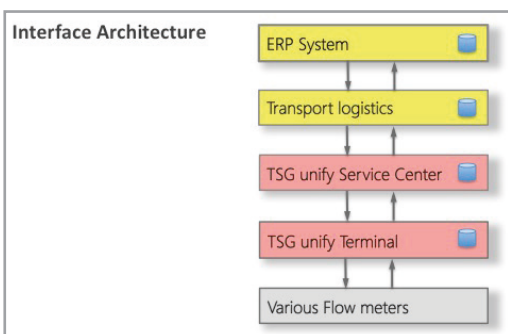 Interface Architecture
ERP System
Transport logistics
TSG unify Service Center
TSG unify Terminal
Various Flow meters